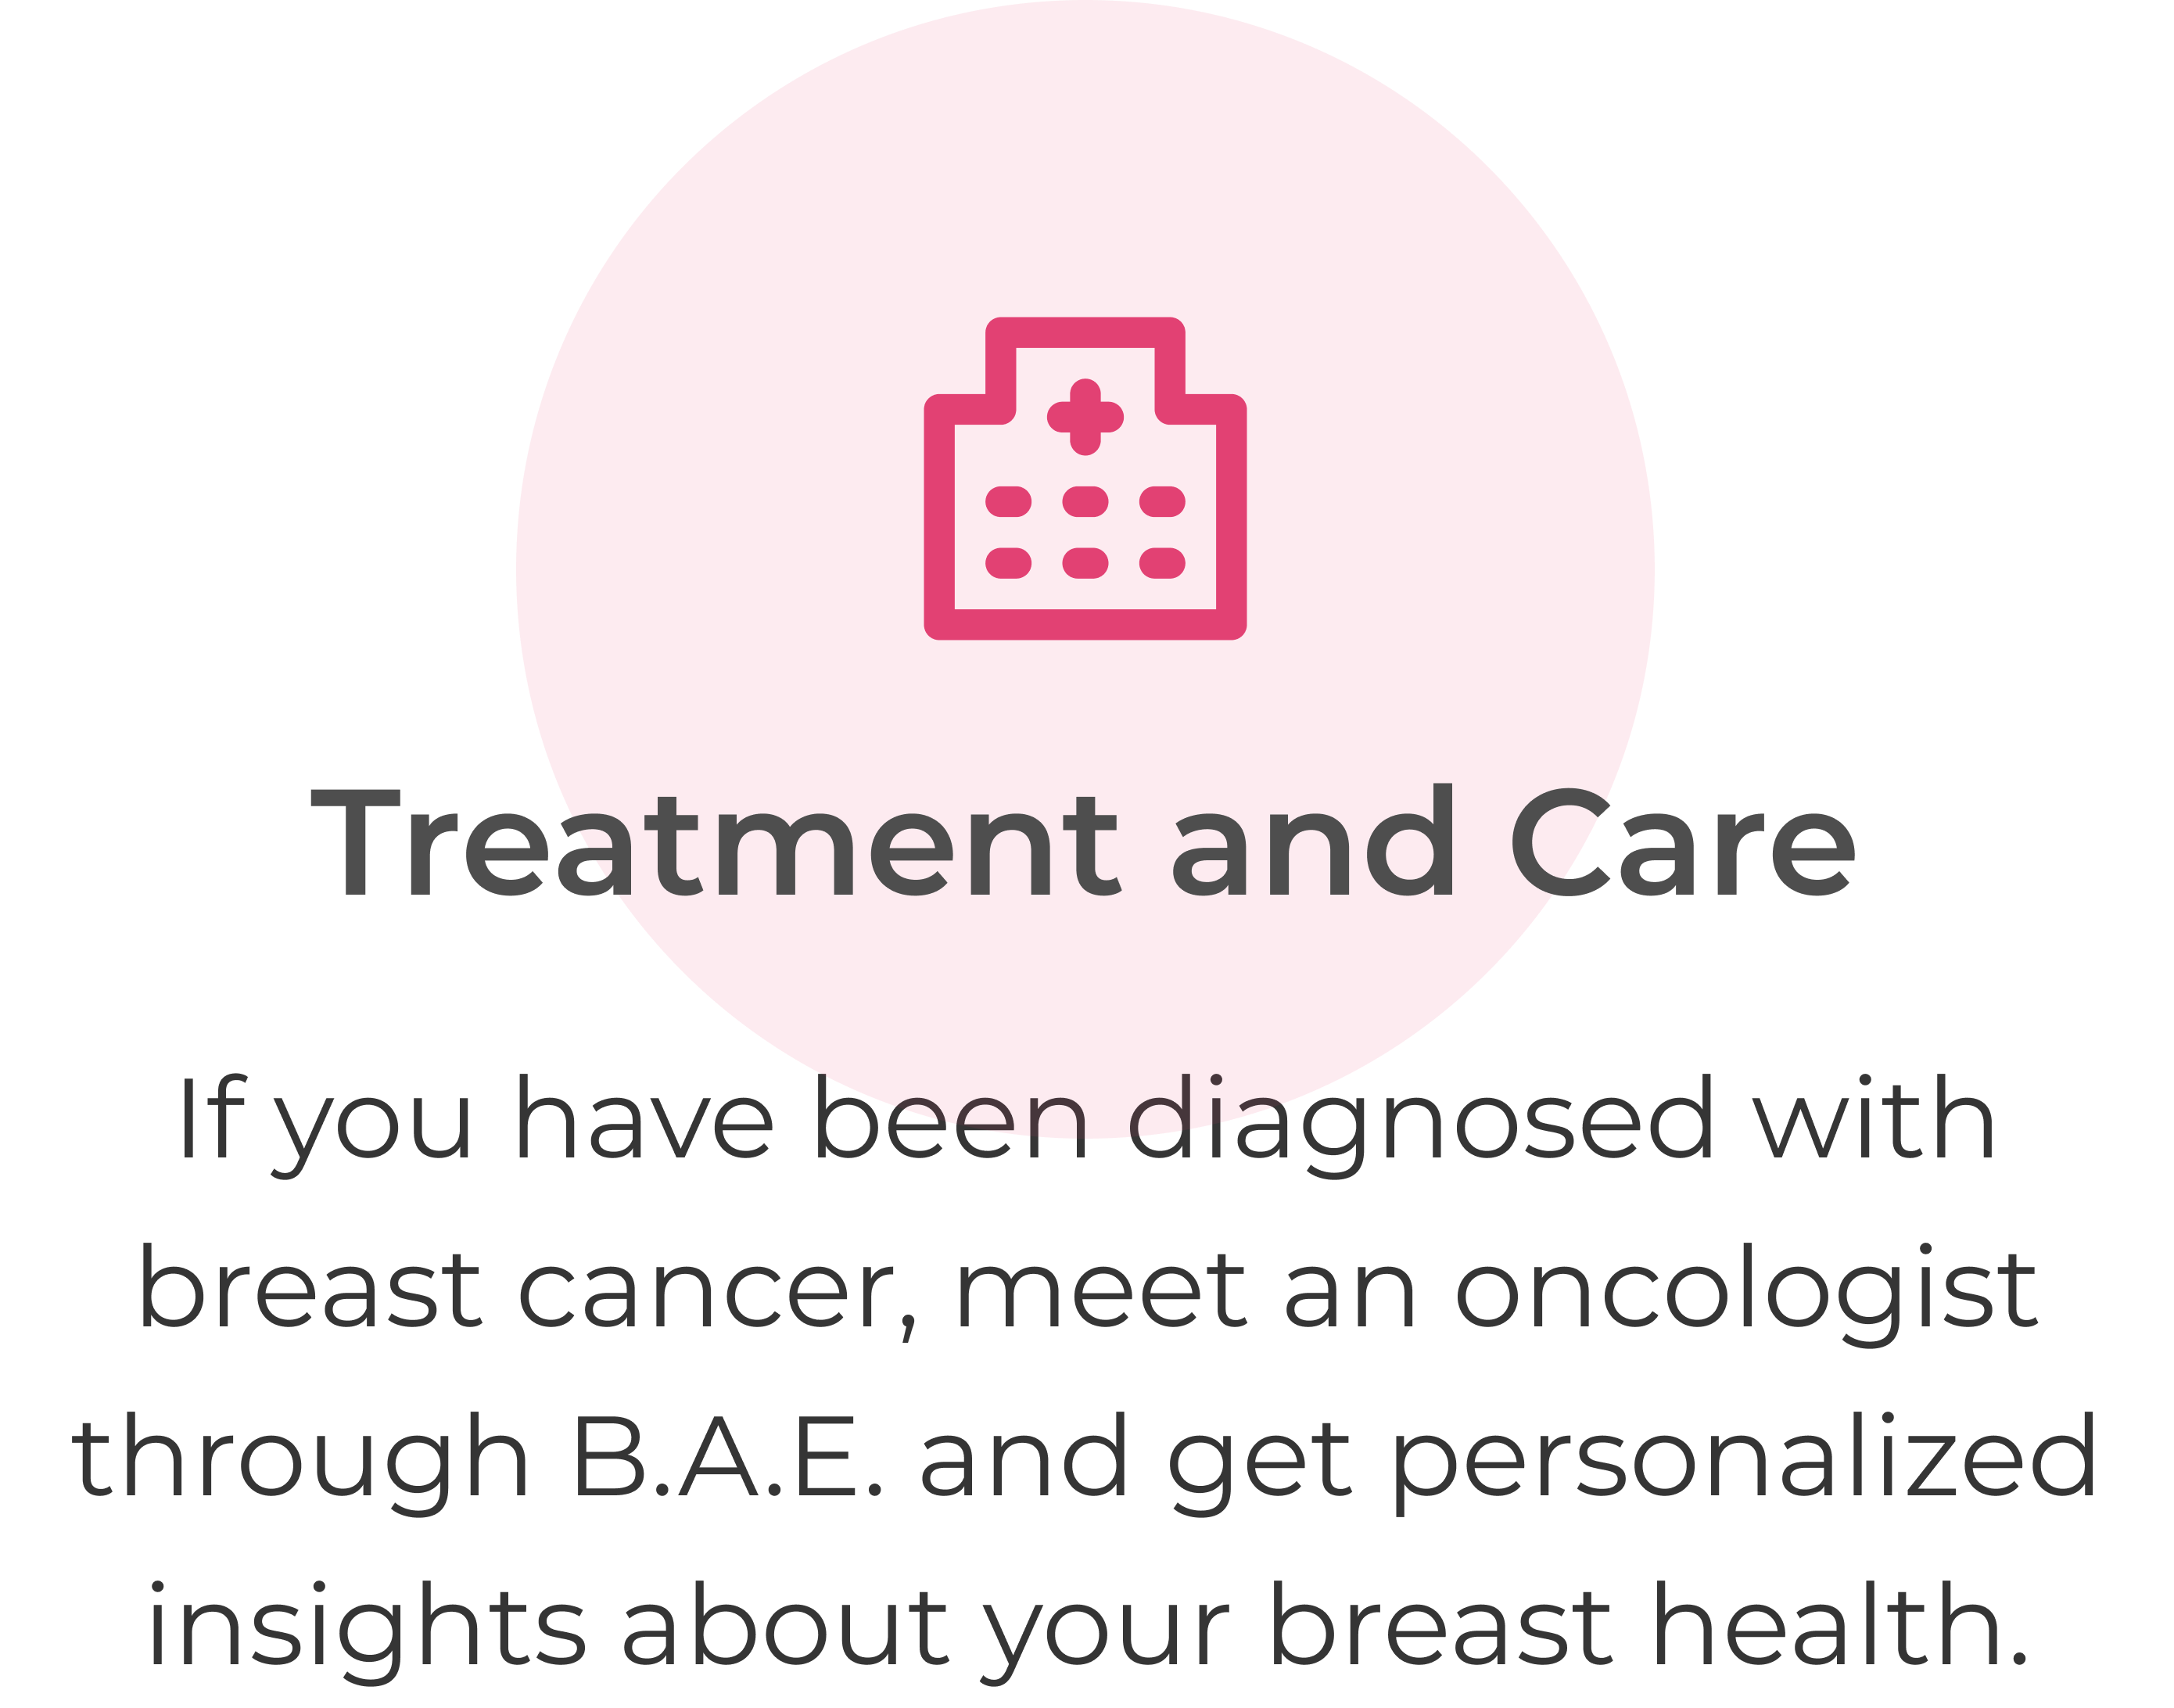 Treatment and Care
If you have been diagnosed with
breast cancer, meet an oncologist
through B.A.E. and get personalized
insights about your breast health.